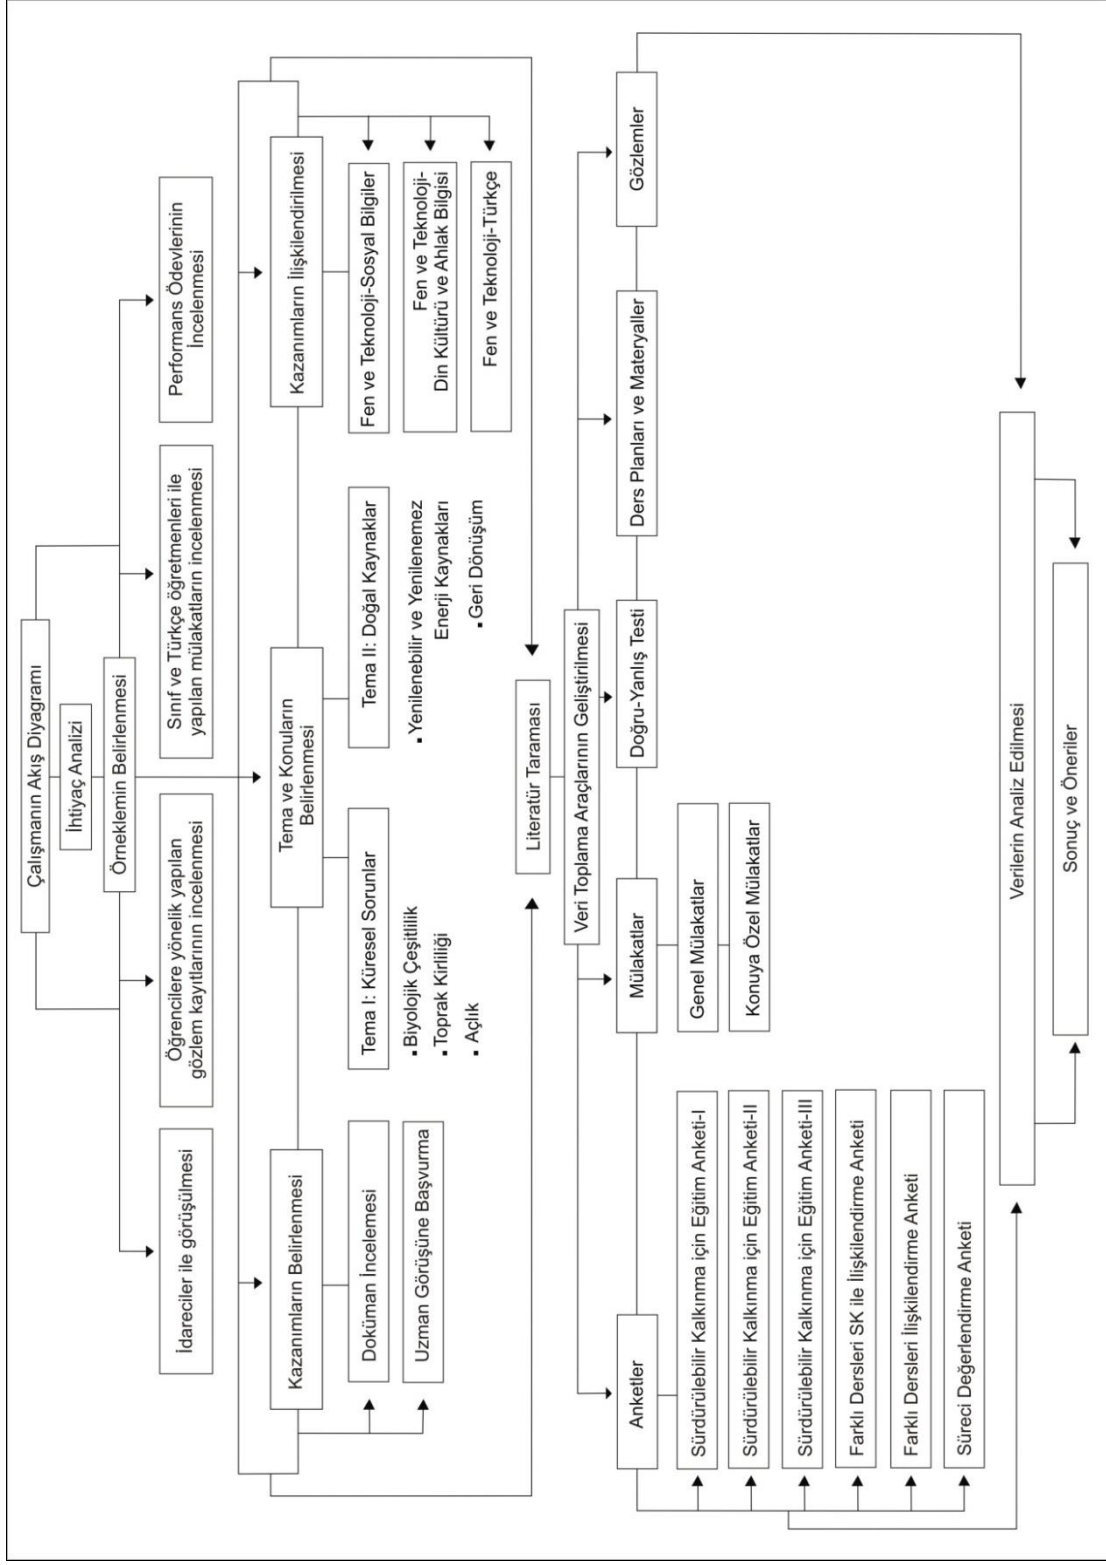 Çalışmanın Akış Diyagramı
İhtiyaç Analizi
Örneklemin Belirlenmesi
İdareciler ile görüşülmesi
Öğrencilere yönelik yapılan
gözlem kayıtlarının incelenmesi
Sınıf ve Türkçe öğretmenleri ile
yapılan mülakatların incelenmesi
Performans Ödevlerinin
İncelenmesi
Kazanımların Belirlenmesi
Doküman İncelemesi
Uzman Görüşüne Başvurma
Tema ve Konuların
Belirlenmesi
Tema I: Küresel Sorunlar
▪ Biyolojik Çeşitlilik
▪ Toprak Kirliliği
▪ Açlık
Tema II: Doğal Kaynaklar
▪ Yenilenebilir ve Yenilenemez
Enerji Kaynakları
▪ Geri Dönüşüm
Kazanımların İlişkilendirilmesi
Fen ve Teknoloji-Sosyal Bilgiler
Fen ve Teknoloji-
Din Kültürü ve Ahlak Bilgisi
Fen ve Teknoloji-Türkçe
Literatür Taraması
Veri Toplama Araçlarının Geliştirilmesi
Anketler
Sürdürülebilir Kalkınma için Eğitim Anketi-I
Sürdürülebilir Kalkınma için Eğitim Anketi-II
Sürdürülebilir Kalkınma için Eğitim Anketi-III
Farklı Dersleri SK ile İlişkilendirme Anketi
Farklı Dersleri İlişkilendirme Anketi
Süreci Değerlendirme Anketi
Mülakatlar
Genel Mülakatlar
Konuya Özel Mülakatlar
Doğru-Yanlış Testi
Ders Planları ve Materyaller
Gözlemler
Verilerin Analiz Edilmesi
Sonuç ve Öneriler